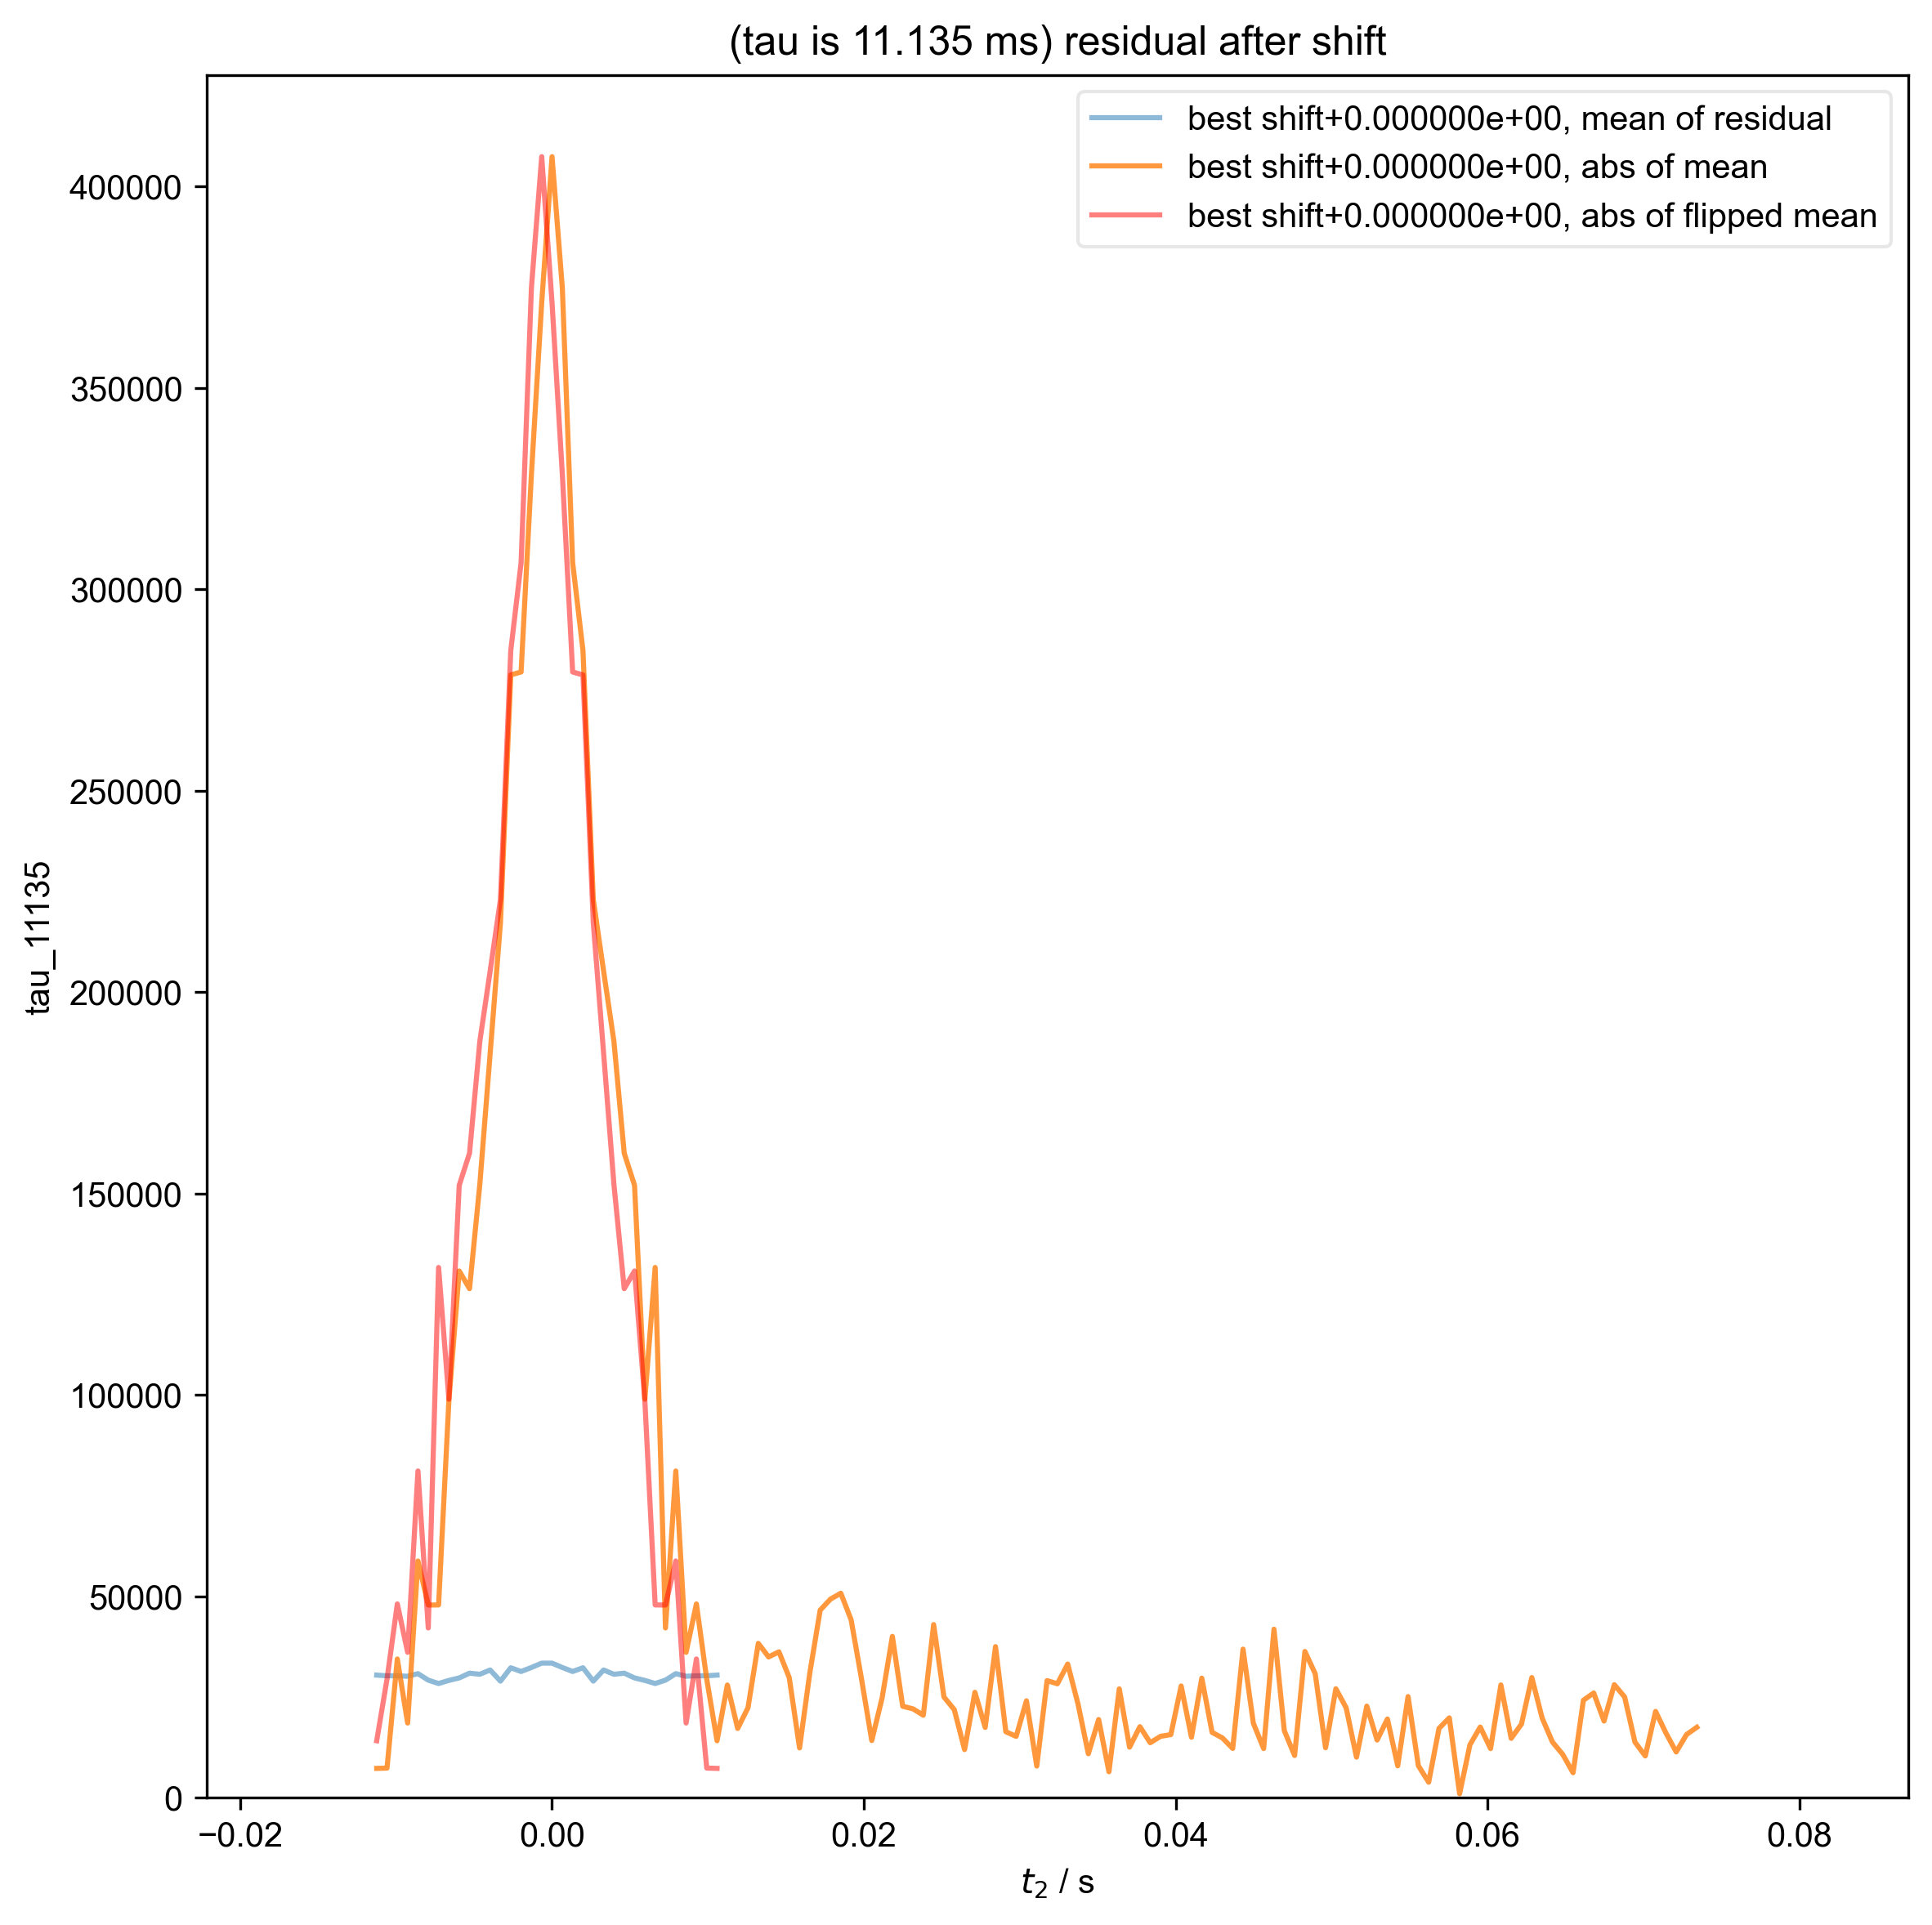 (tau is 11.135 ms) residual after shift
best shift+0.000000e+00, mean of residual
best shift+0.000000e+00, abs of mean
best shift+0.000000e+00, abs of flipped mean
tau_11135
400000
350000
300000
250000
200000
150000
100000
50000
0
−0.02
0.00
0.02
0.04
0.06
0.08
t₂ / s